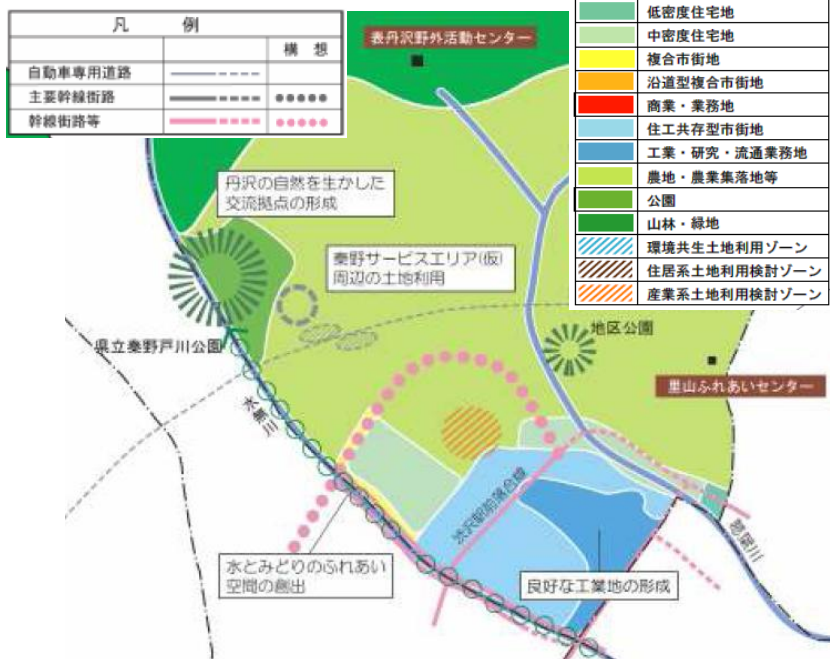 凡 例
構 想
自動車専用道路
主要幹線街路
幹線街路等
低密度住宅地
中密度住宅地
複合市街地
沿道型複合市街地
商業・業務地
住工共存型市街地
工業・研究・流通業務地
農地・農業集落地等
公園
山林・緑地
環境共生土地利用ゾーン
住居系土地利用検討ゾーン
産業系土地利用検討ゾーン
表丹沢野外活動センター
丹沢の自然を生かした
交流拠点の形成
秦野サービスエリア(仮)
周辺の土地利用
県立秦野戸川公園
地区公園
里山ふれあいセンター
水無川
渋沢駅前落合線
葛葉川
水とみどりのふれあい
空間の創出
良好な工業地の形成